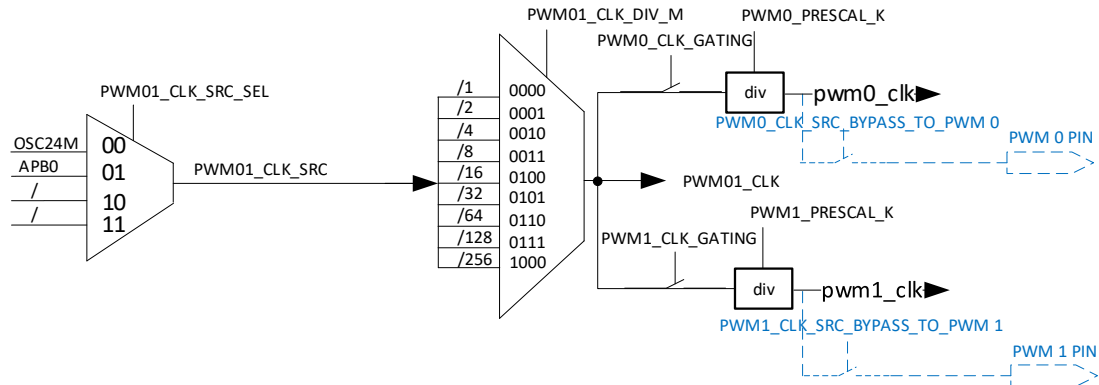 PWM01_CLK_DIV_M
PWM0_PRESCAL_K
PWM0_CLK_GATING
PWM01_CLK_SRC_SEL
OSC24M
00
APB0
01
/
10
/
11
PWM01_CLK_SRC
/1
0000
/2
0001
/4
0010
/8
0011
/16
0100
/32
0101
/64
0110
/128
0111
/256
1000
div
pwm0_clk
PWM0_CLK_SRC_BYPASS_TO_PWM 0
PWM 0 PIN
PWM01_CLK
PWM1_PRESCAL_K
PWM1_CLK_GATING
div
pwm1_clk
PWM1_CLK_SRC_BYPASS_TO_PWM 1
PWM 1 PIN